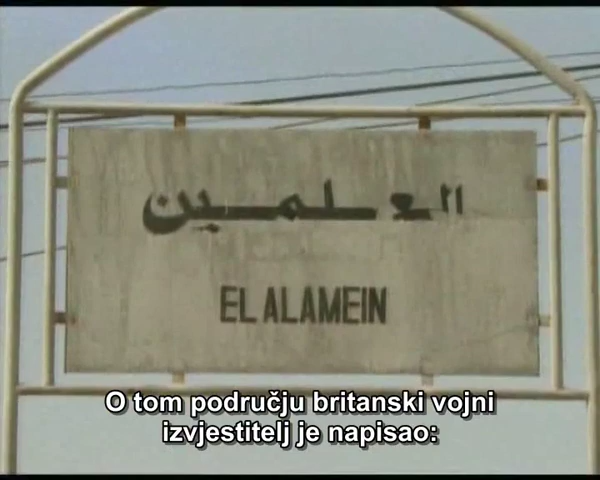 العلمين
EL ALAMEIN
O tom području britanski vojni
izvjestitelj je napisao: